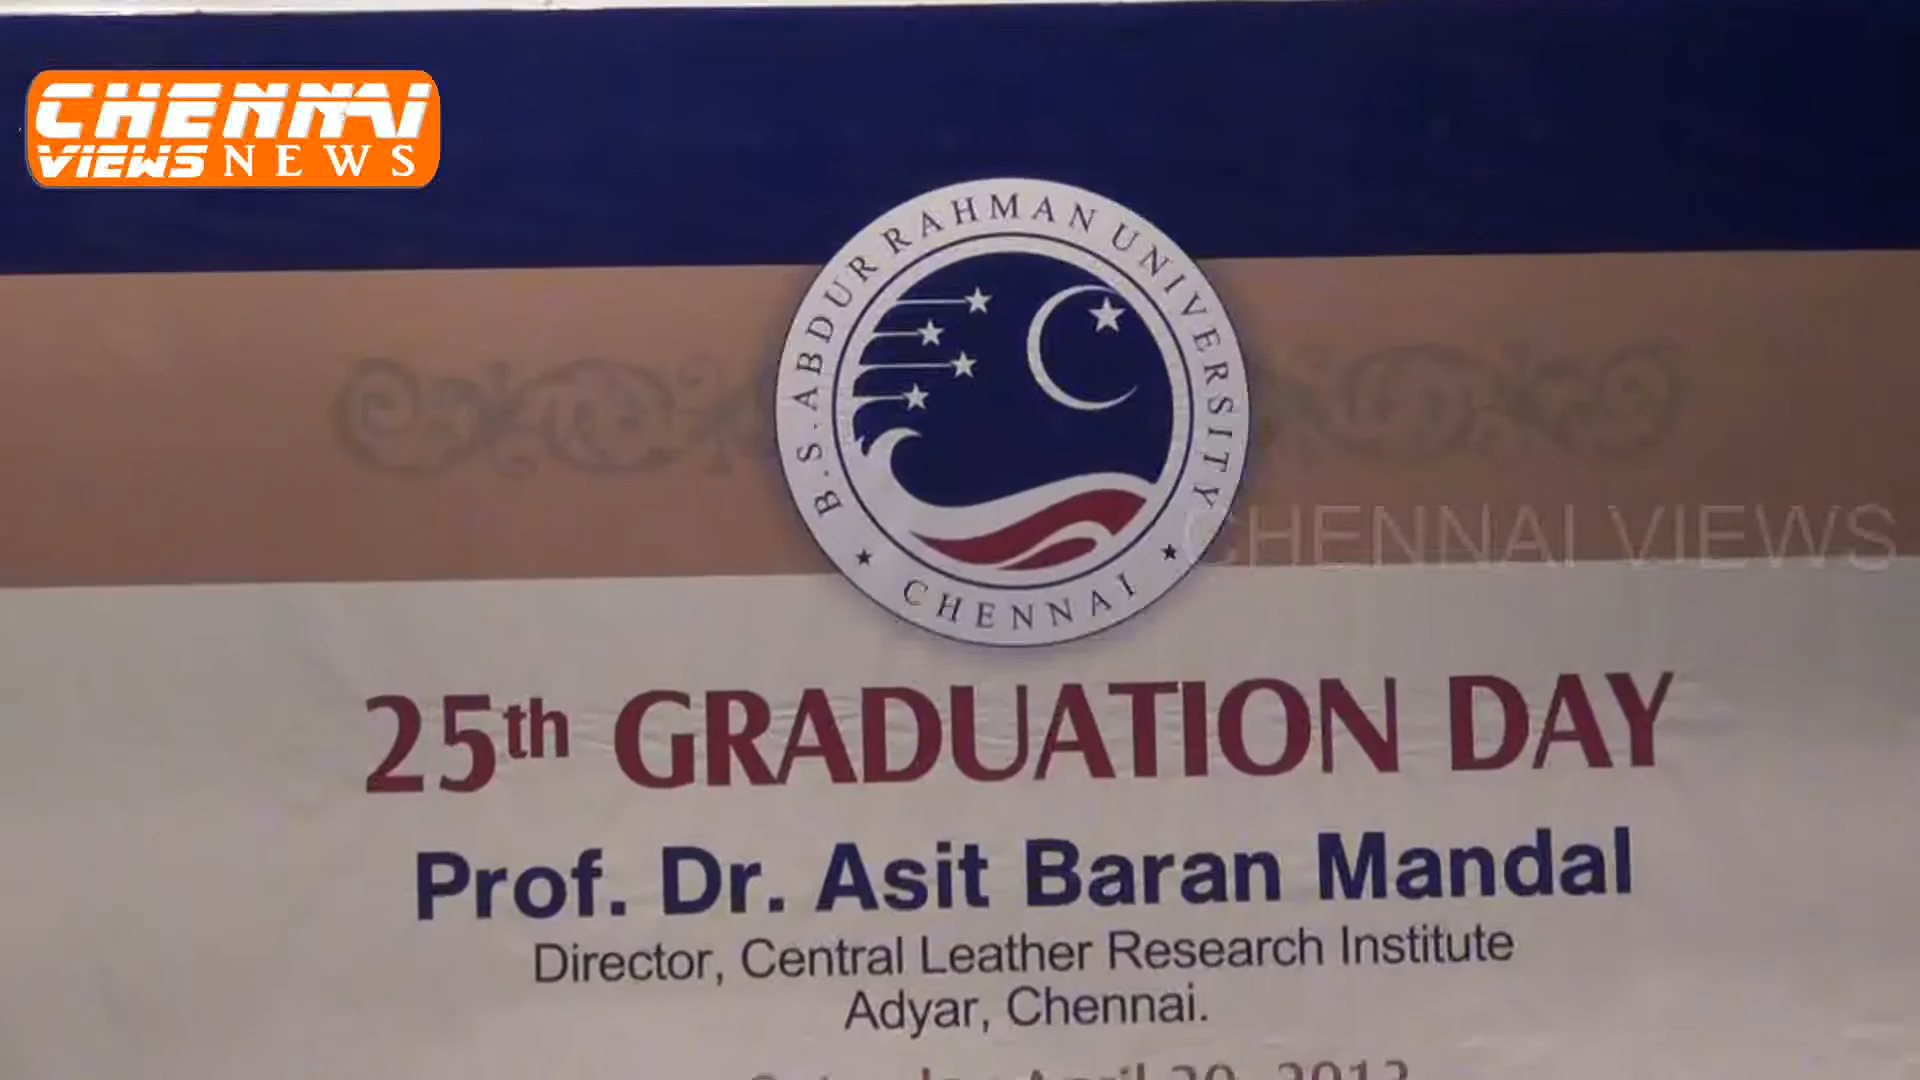 CHENNAI
VIEWS NEWS
B.S. ABDUR RAHMAN UNIVERSITY
★ CHENNAI ★
CHENNAI VIEWS
25th GRADUATION DAY
Prof. Dr. Asit Baran Mandal
Director, Central Leather Research Institute
Adyar, Chennai.